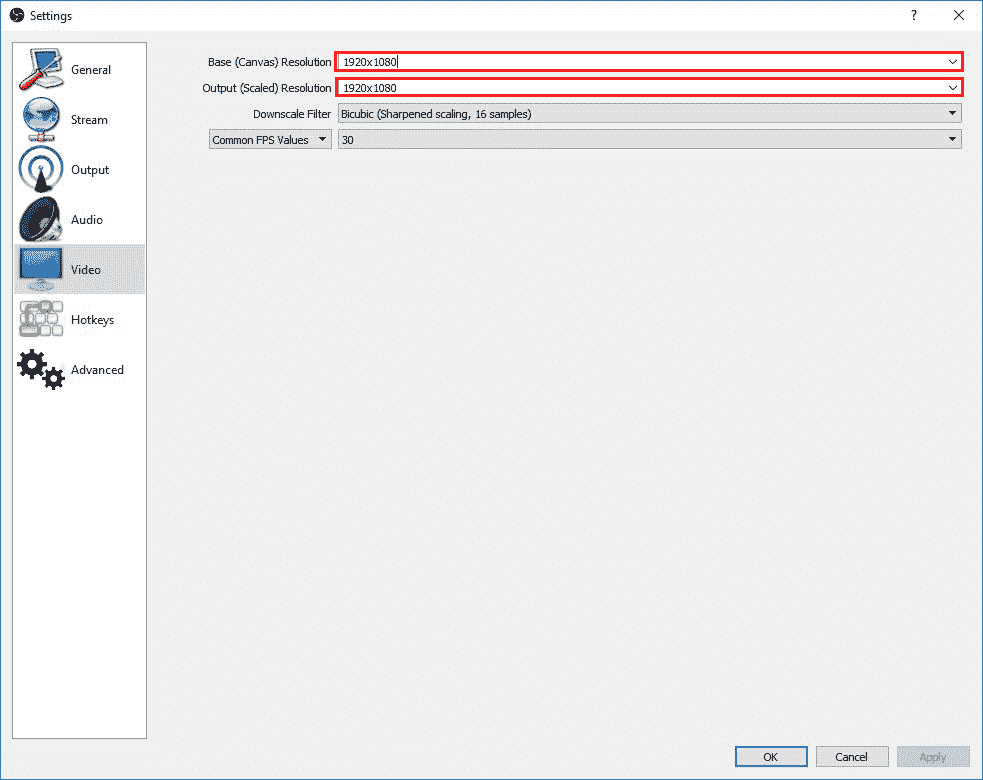 Settings
?
General
Stream
Output
Audio
Video
Hotkeys
Advanced
Base (Canvas) Resolution 1920x1080
Output (Scaled) Resolution 1920x1080
Downscale Filter Bicubic (Sharpened scaling, 16 samples)
Common FPS Values 30
OK Cancel Apply